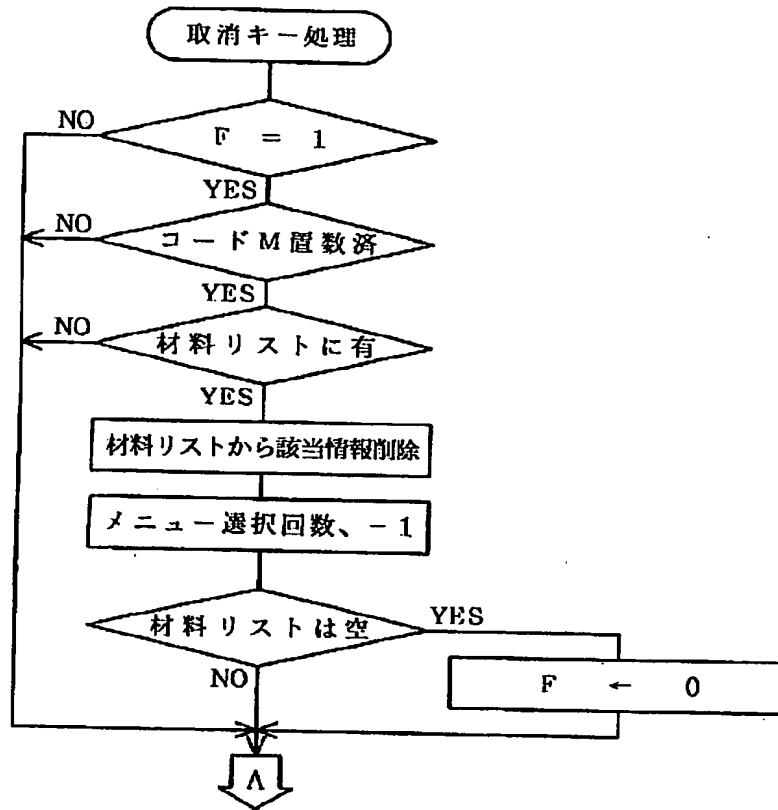 取消キー処理
NO
F = 1
YES
NO
コードM置数済
YES
NO
材料リストに有
YES
材料リストから該当情報削除
メニュー選択回数、-1
材料リストは空
YES
NO
F ← 0
A